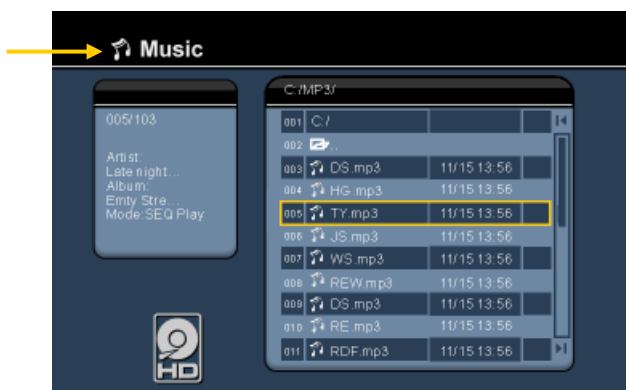 Music
005/103
Artist:
Late night...
Album:
Emty Stre...
Mode:SEQ Play
HD
C:/MP3/
001 C:/
002 ..
003 DS.mp3 11/15 13:56
004 HG.mp3 11/15 13:56
005 TY.mp3 11/15 13:56
006 JS.mp3 11/15 13:56
007 WS.mp3 11/15 13:56
008 REW.mp3 11/15 13:56
009 DS.mp3 11/15 13:56
010 RE.mp3 11/15 13:56
011 RDF.mp3 11/15 13:56